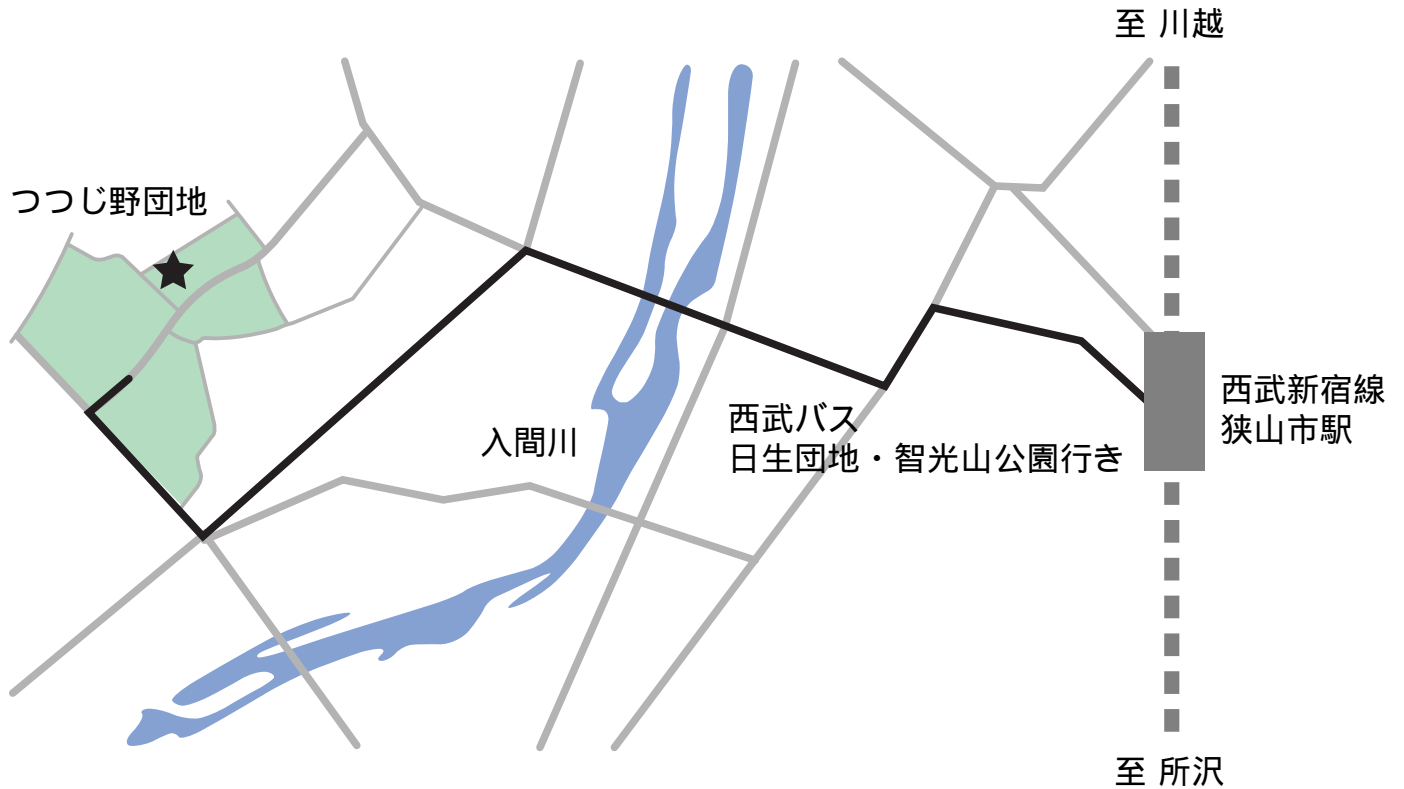 至 川越
つつじ野団地
入間川
西武バス
日生団地・智光山公園行き
西武新宿線
狭山市駅
至 所沢